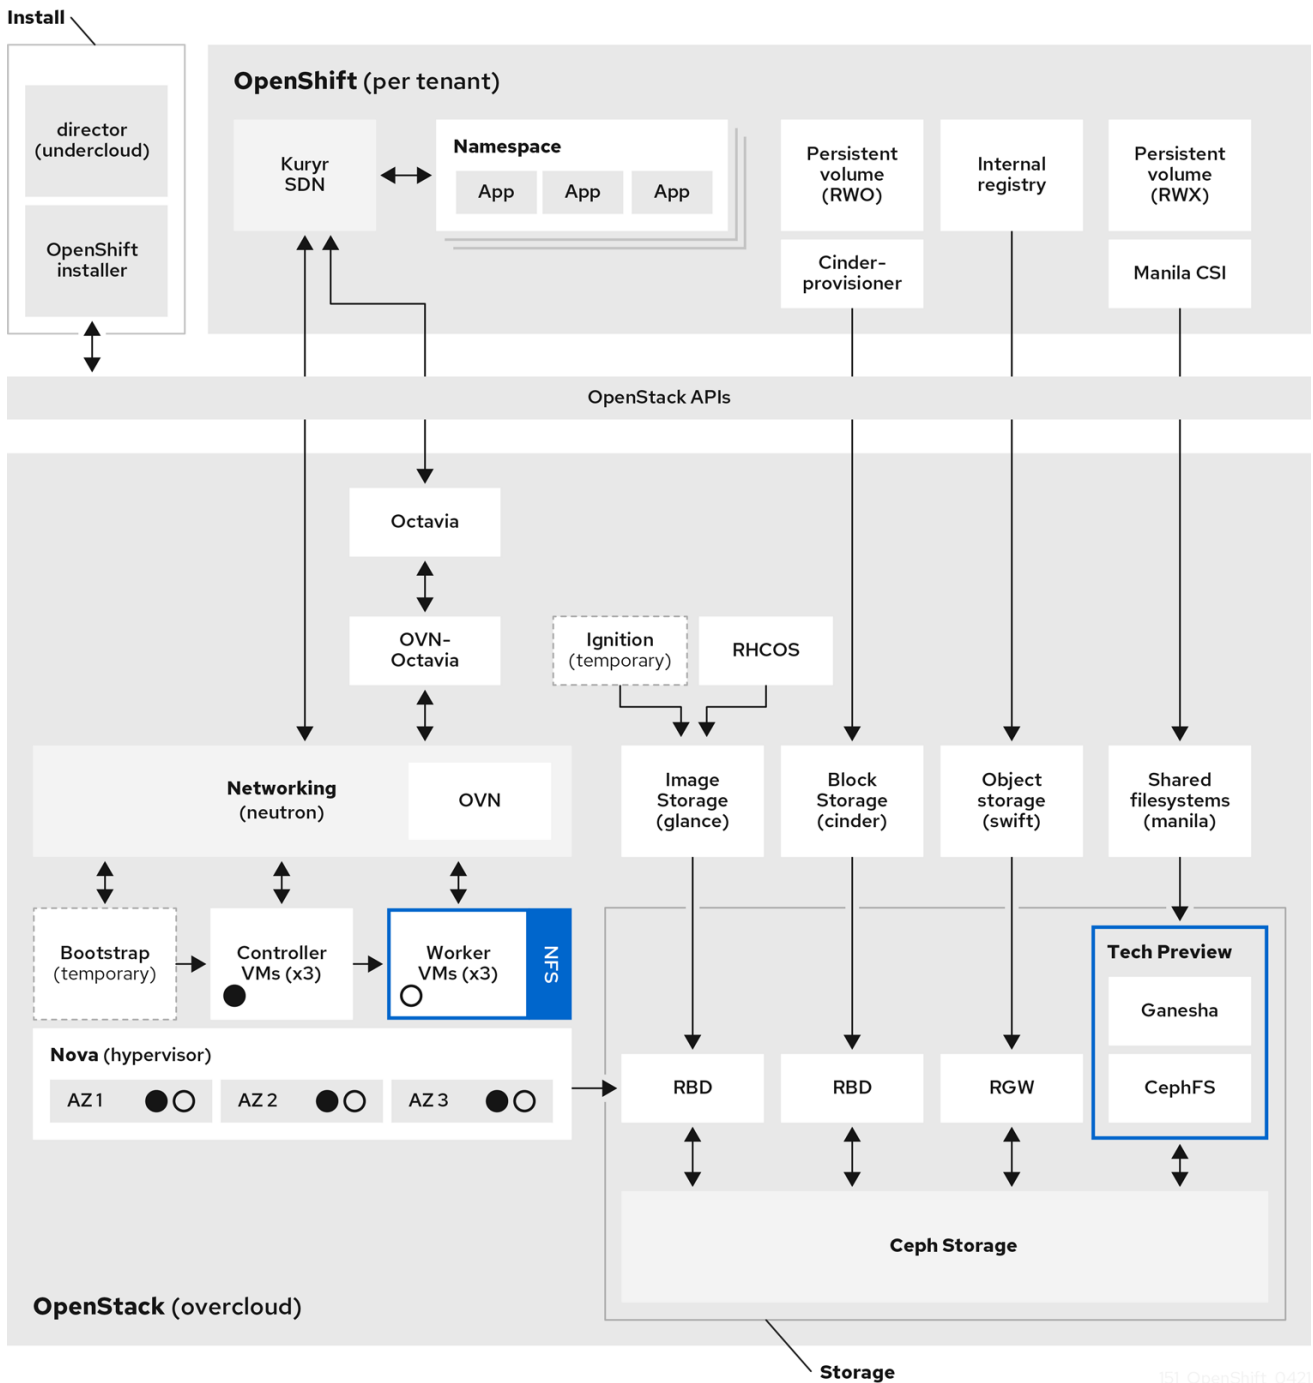 Install
director
(undercloud)
OpenShift
installer
OpenShift (per tenant)
Kuryr
SDN
Namespace
App
App
App
Persistent
volume
(RWO)
Cinder-
provisioner
Internal
registry
Persistent
volume
(RWX)
Manila CSI
OpenStack APIs
Octavia
OVN-
Octavia
Ignition
(temporary)
RHCOS
Networking
(neutron)
OVN
Image
Storage
(glance)
Block
Storage
(cinder)
Object
storage
(swift)
Shared
filesystems
(manila)
Bootstrap
(temporary)
Controller
VMs (x3)
Worker
VMs (x3)
NFS
Tech Preview
Ganesha
CephFS
Nova (hypervisor)
AZ 1
AZ 2
AZ 3
RBD
RBD
RGW
Ceph Storage
OpenStack (overcloud)
Storage
151_OpenShift_0421